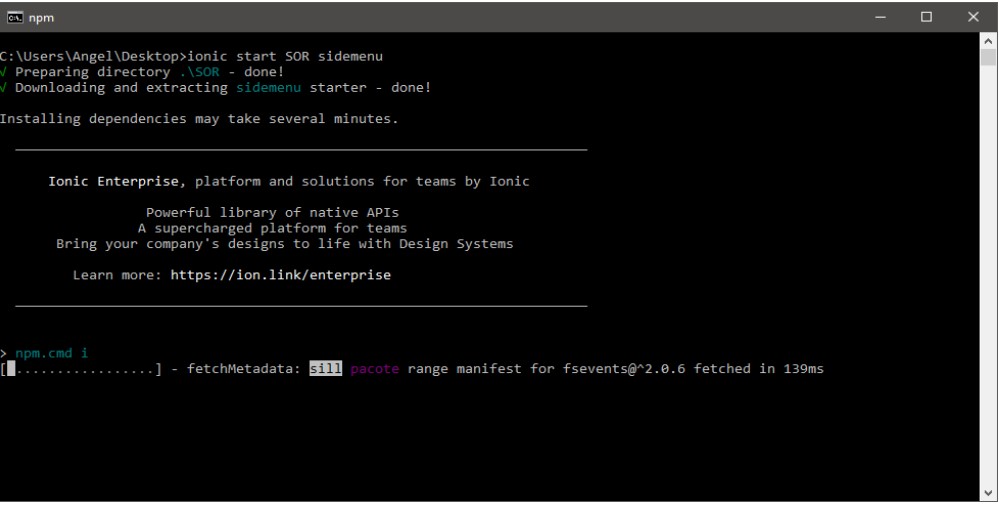 npm
C:\Users\Angel\Desktop>ionic start SOR sidemenu
√ Preparing directory .\SOR - done!
√ Downloading and extracting sidemenu starter - done!
Installing dependencies may take several minutes.
Ionic Enterprise, platform and solutions for teams by Ionic
Powerful library of native APIs
A supercharged platform for teams
Bring your company's designs to life with Design Systems
Learn more: https://ion.link/enterprise
> npm.cmd i
[ .................] - fetchMetadata: sill pacote range manifest for fsevents@^2.0.6 fetched in 139ms